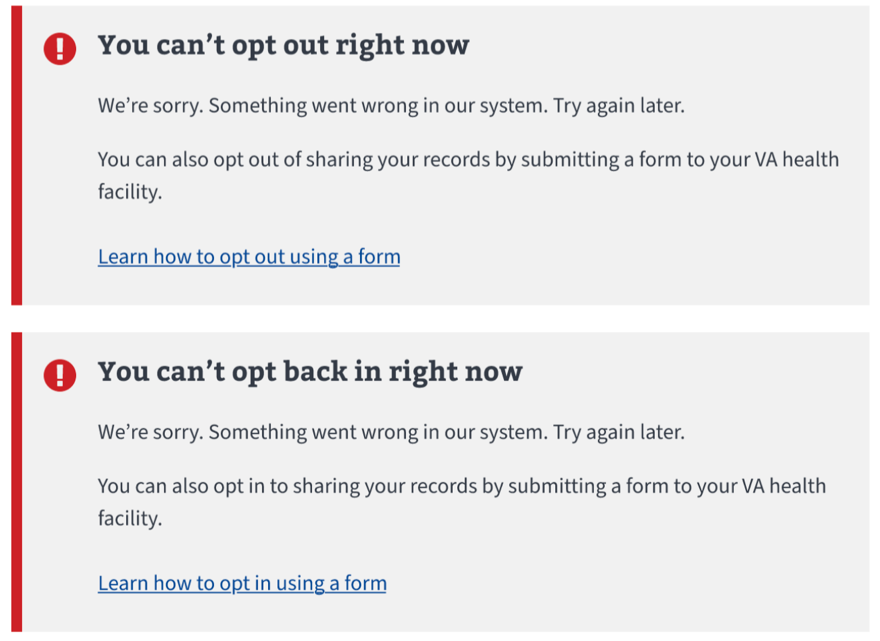 You can’t opt out right now
We’re sorry. Something went wrong in our system. Try again later.
You can also opt out of sharing your records by submitting a form to your VA health
facility.
Learn how to opt out using a form
You can’t opt back in right now
We’re sorry. Something went wrong in our system. Try again later.
You can also opt in to sharing your records by submitting a form to your VA health
facility.
Learn how to opt in using a form